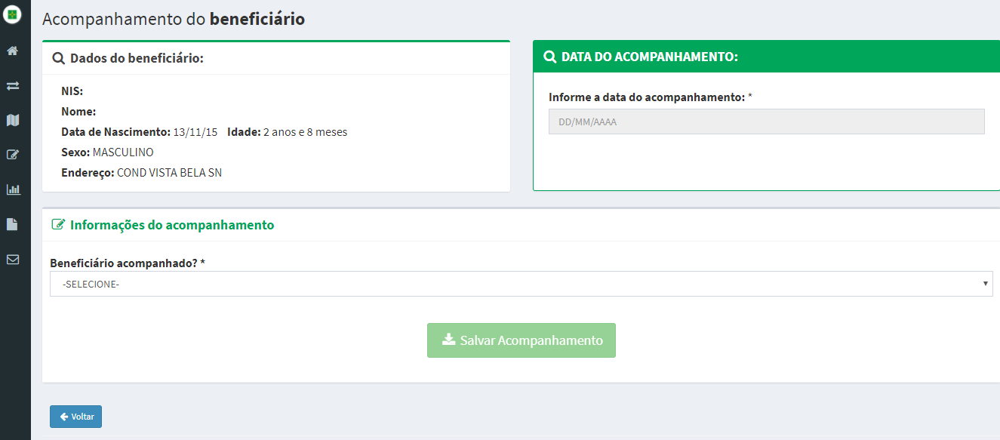 Acompanhamento do beneficiário
Dados do beneficiário:
NIS:
Nome:
Data de Nascimento: 13/11/15 Idade: 2 anos e 8 meses
Sexo: MASCULINO
Endereço: COND VISTA BELA SN
DATA DO ACOMPANHAMENTO:
Informe a data do acompanhamento: *
DD/MM/AAAA
Informações do acompanhamento
Beneficiário acompanhado? *
-SELECIONE-
Salvar Acompanhamento
Voltar